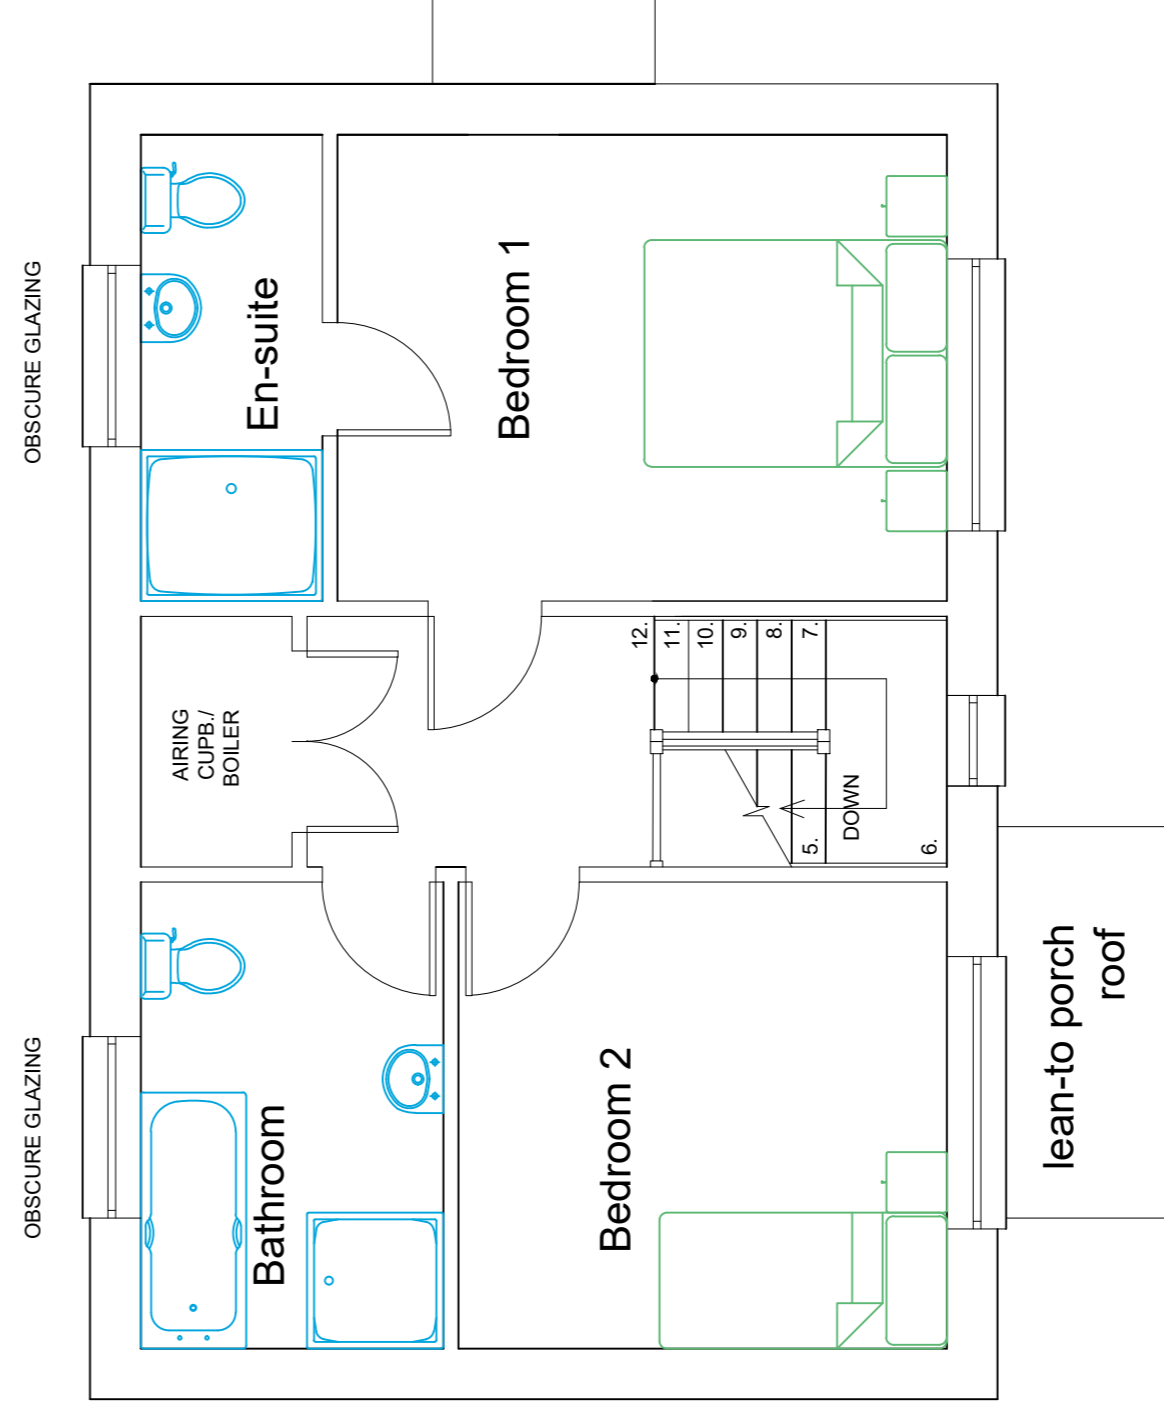 OBSCURE GLAZING
En-suite
Bedroom 1
AIRING
CUPB./
BOILER
12.
11.
10.
9.
8.
7.
5.
DOWN
6.
OBSCURE GLAZING
Bathroom
Bedroom 2
lean-to porch
roof